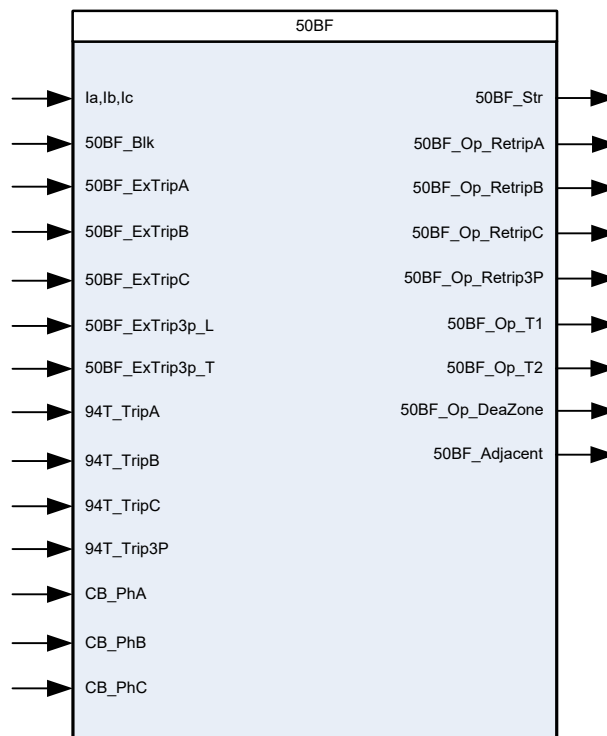 50BF
Ia,Ib,Ic
50BF_Blk
50BF_ExTripA
50BF_ExTripB
50BF_ExTripC
50BF_ExTrip3p_L
50BF_ExTrip3p_T
94T_TripA
94T_TripB
94T_TripC
94T_Trip3P
CB_PhA
CB_PhB
CB_PhC
50BF_Str
50BF_Op_RetripA
50BF_Op_RetripB
50BF_Op_RetripC
50BF_Op_Retrip3P
50BF_Op_T1
50BF_Op_T2
50BF_Op_DeaZone
50BF_Adjacent